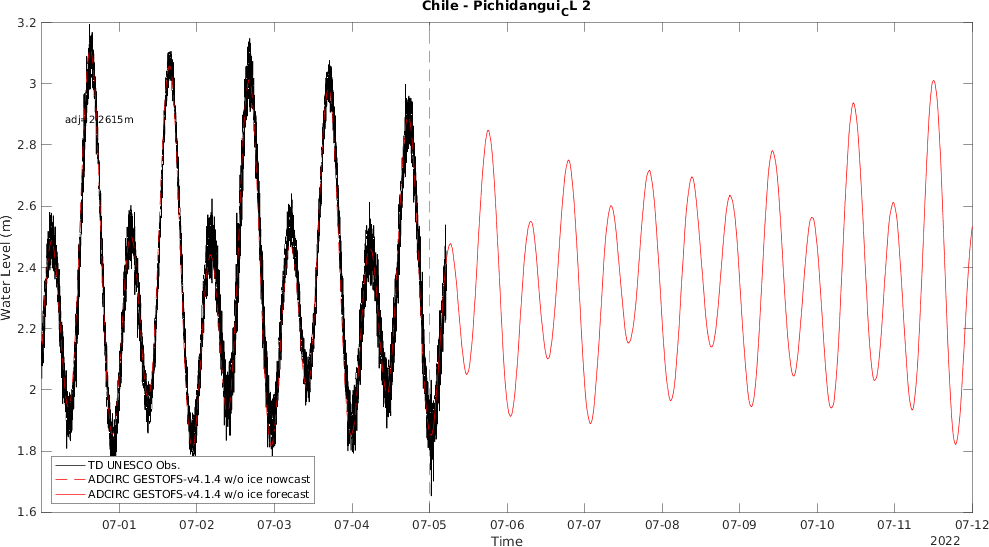 Chile - PichidanguiCL 2
Water Level (m)
3.2
3
2.8
2.6
2.4
2.2
2
1.8
1.6
adj=2.2615m
TD UNESCO Obs.
ADCIRC GESTOFS-v4.1.4 w/o ice nowcast
ADCIRC GESTOFS-v4.1.4 w/o ice forecast
07-01 07-02 07-03 07-04 07-05 07-06 07-07 07-08 07-09 07-10 07-11 07-12
Time
2022